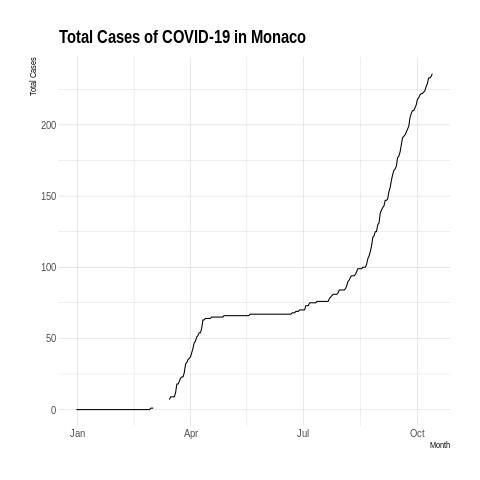 Total Cases of COVID-19 in Monaco
Total Cases
200
150
100
50
0
Jan Apr Jul Oct
Month